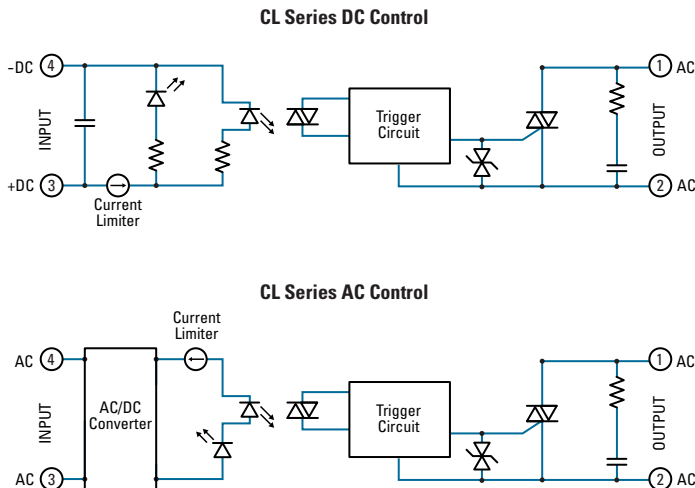 CL Series DC Control
-DC 4
INPUT
+DC 3
Current
Limiter
Trigger
Circuit
1 AC
OUTPUT
2 AC
CL Series AC Control
Current
Limiter
AC 4
INPUT
AC 3
AC/DC
Converter
Trigger
Circuit
1 AC
OUTPUT
2 AC